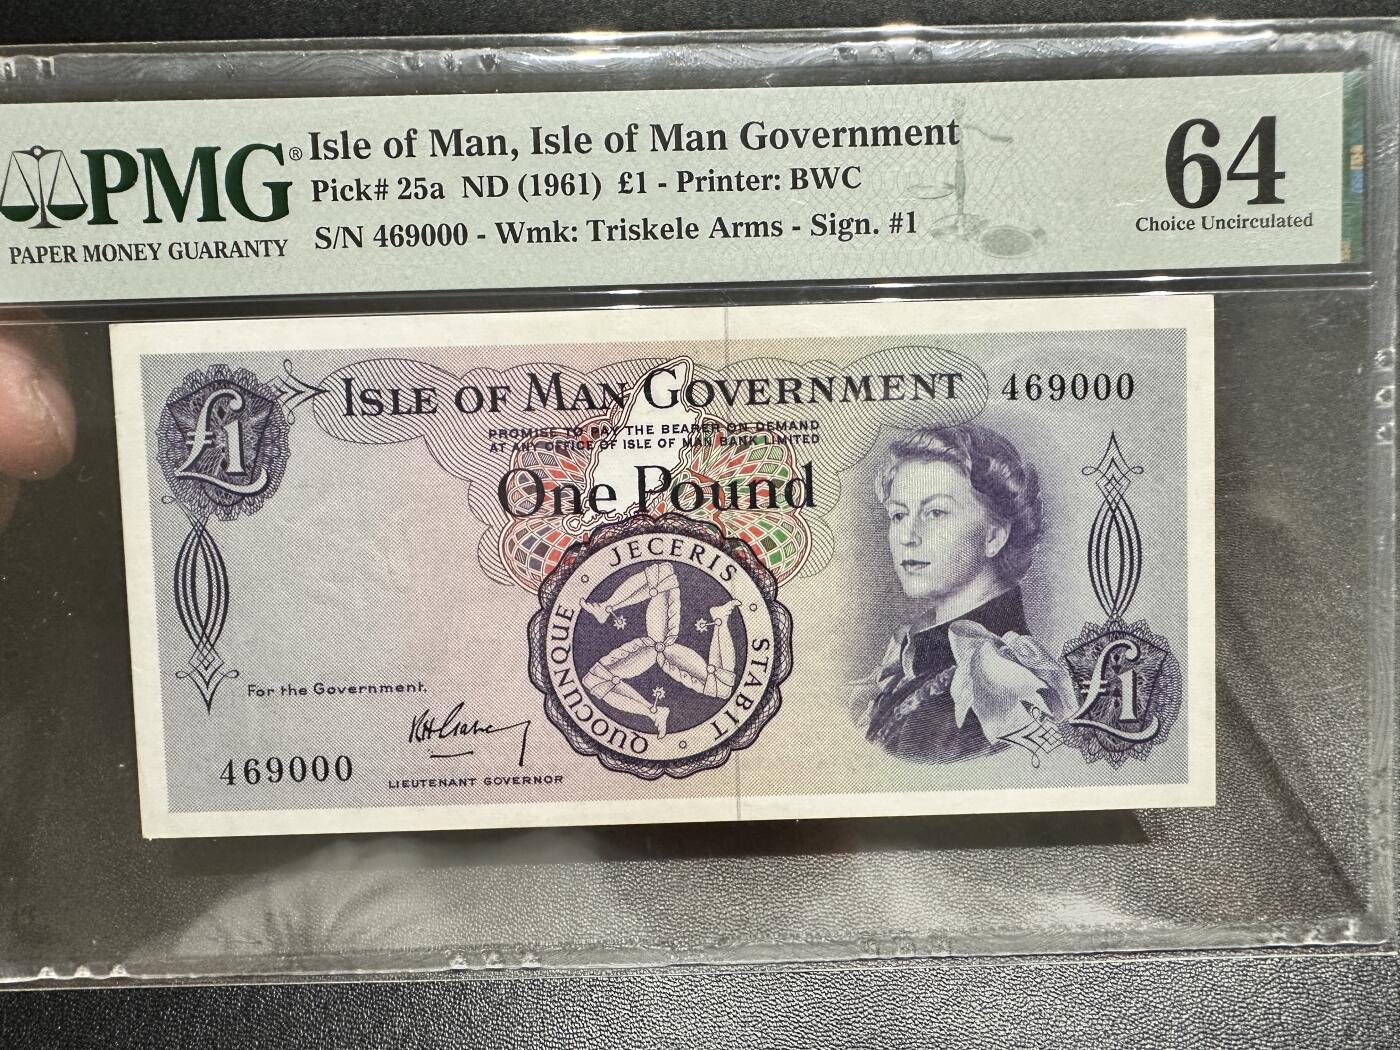 PMG®
PAPER MONEY GUARANTY
Isle of Man, Isle of Man Government
Pick# 25a ND (1961) £1 - Printer: BWC
S/N 469000 - Wmk: Triskele Arms - Sign. #1
64
Choice Uncirculated
£1
ISLE OF MAN GOVERNMENT
469000
PROMISE TO PAY THE BEARER ON DEMAND
AT ANY OFFICE OF ISLE OF MAN BANK LIMITED
One Pound
QUOCUNQUE JECERIS STABIT
For the Government,
LIEUTENANT GOVERNOR
469000
£1